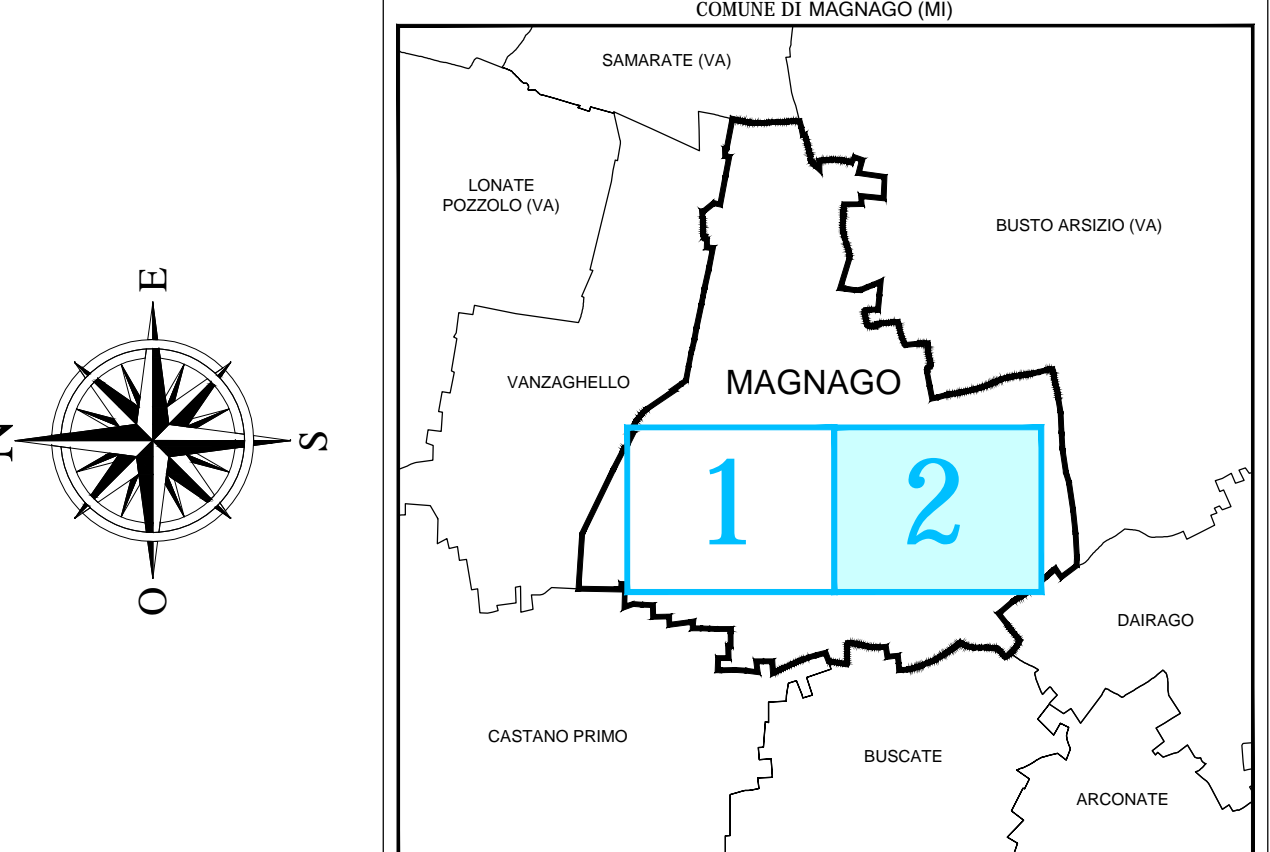 COMUNE DI MAGNAGO (MI)
SAMARATE (VA)
LONATE
POZZOLO (VA)
BUSTO ARSIZIO (VA)
E
VANZAGHELLO
MAGNAGO
N
S
1
2
O
DAIRAGO
CASTANO PRIMO
BUSCATE
ARCONATE